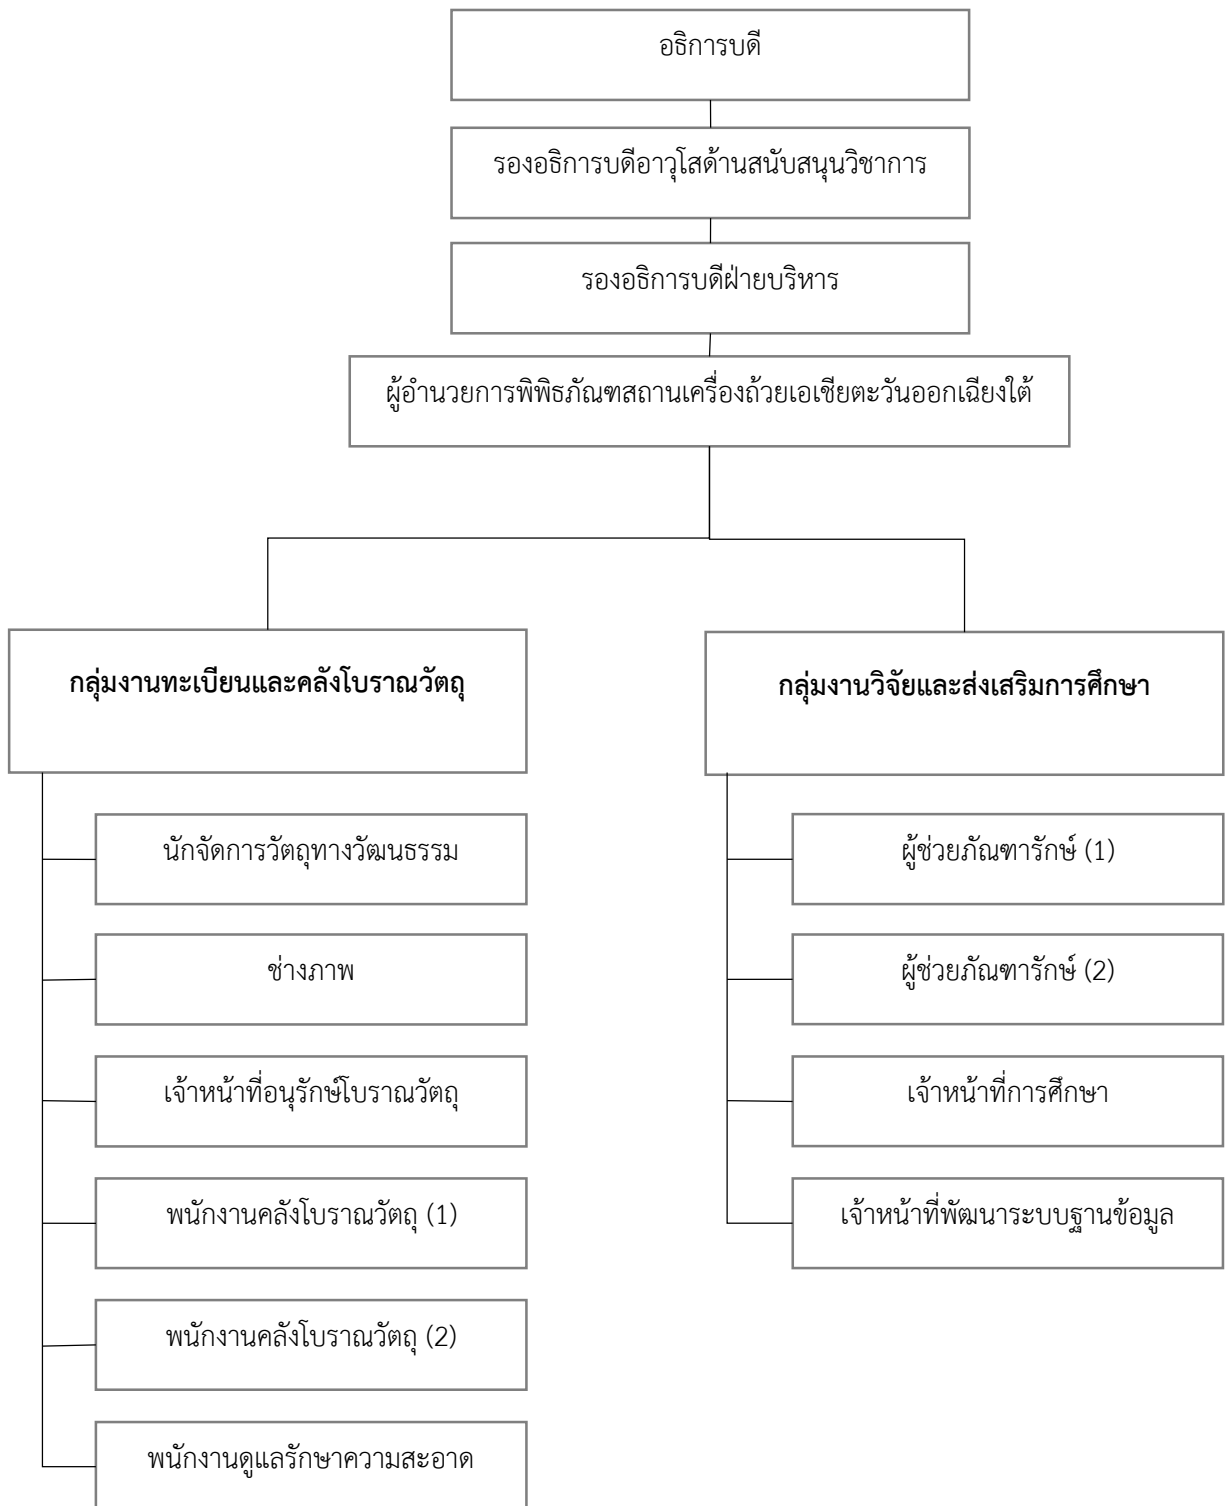 อธิการบดี
รองอธิการบดีอาวุโสด้านสนับสนุนวิชาการ
รองอธิการบดีฝ่ายบริหาร
ผู้อำนวยการพิพิธภัณฑสถานเครื่องถ้วยเอเชียตะวันออกเฉียงใต้
กลุ่มงานทะเบียนและคลังโบราณวัตถุ
นักจัดการวัตถุทางวัฒนธรรม
ช่างภาพ
เจ้าหน้าที่อนุรักษ์โบราณวัตถุ
พนักงานคลังโบราณวัตถุ (1)
พนักงานคลังโบราณวัตถุ (2)
พนักงานดูแลรักษาความสะอาด
กลุ่มงานวิจัยและส่งเสริมการศึกษา
ผู้ช่วยภัณฑารักษ์ (1)
ผู้ช่วยภัณฑารักษ์ (2)
เจ้าหน้าที่การศึกษา
เจ้าหน้าที่พัฒนาระบบฐานข้อมูล